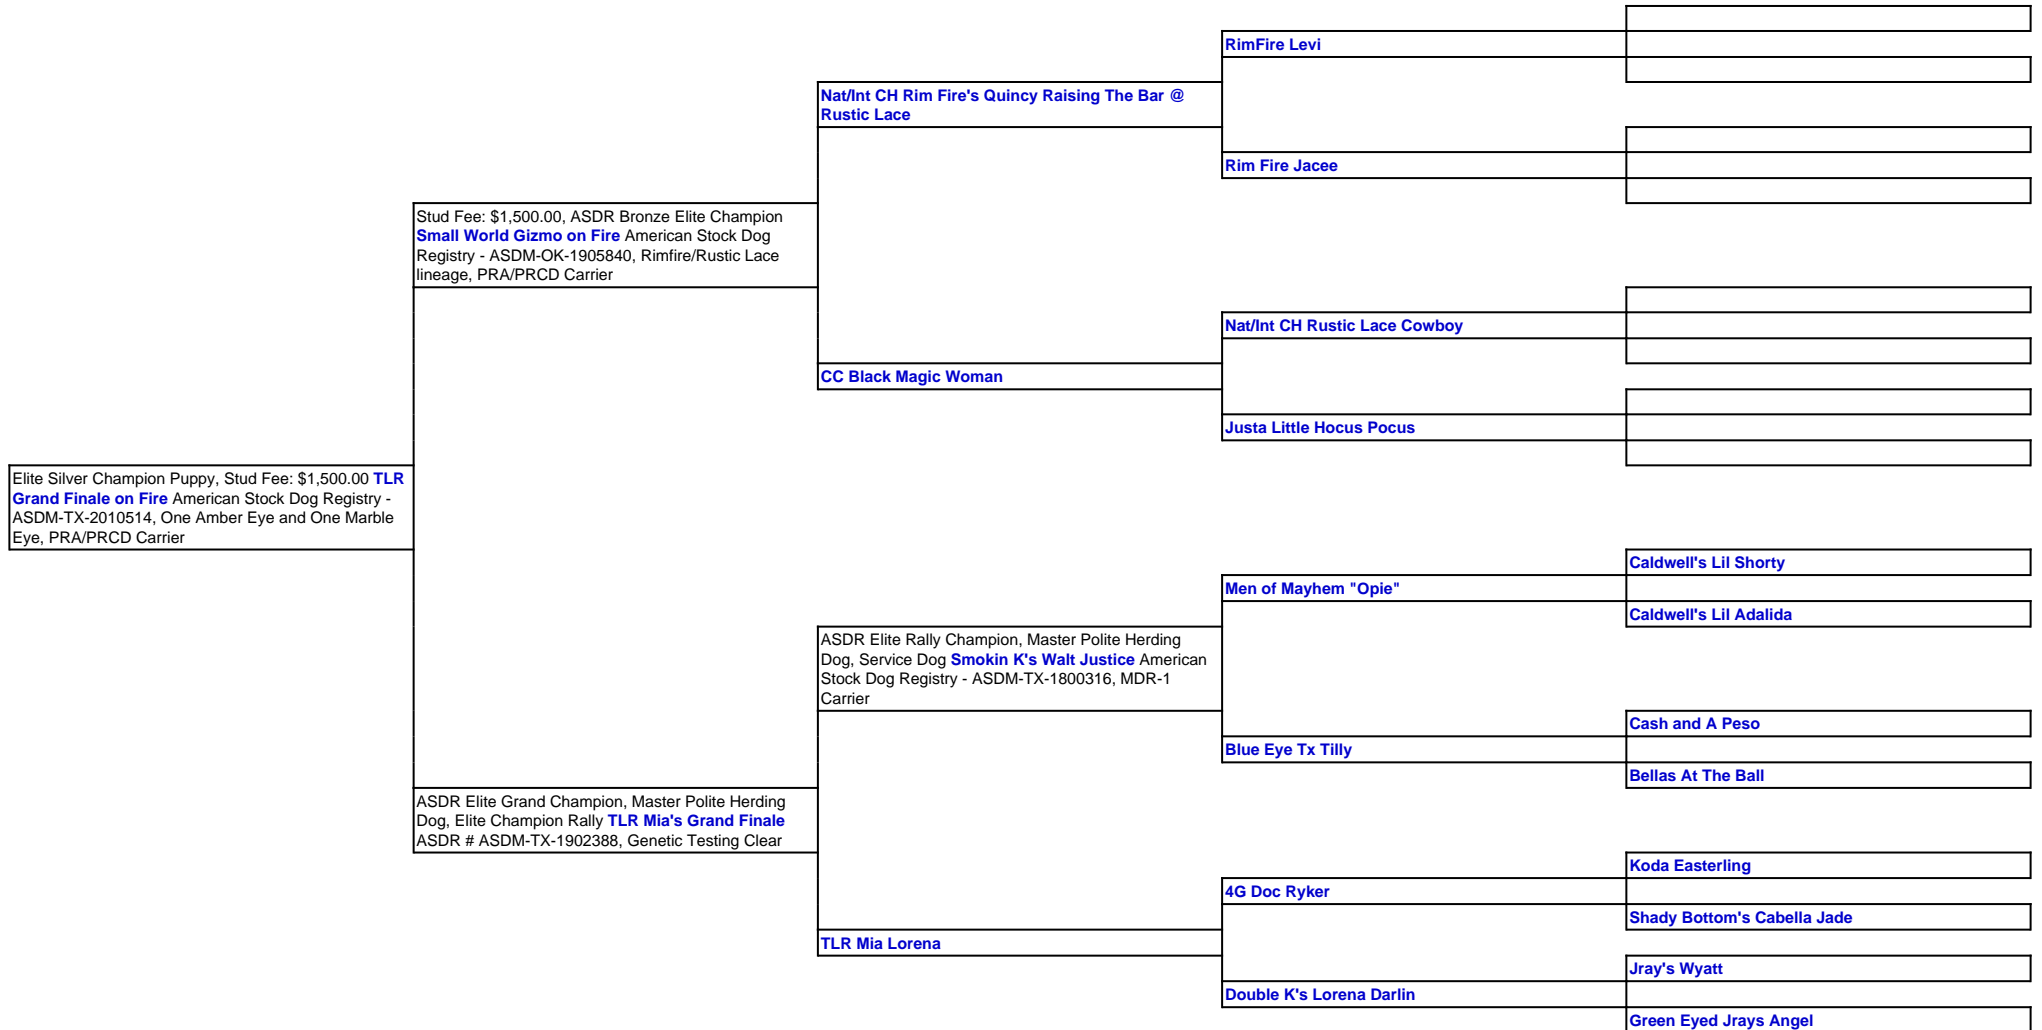 RimFire Levi
Nat/Int CH Rim Fire's Quincy Raising The Bar @
Rustic Lace
Rim Fire Jacee
Stud Fee: $1,500.00, ASDR Bronze Elite Champion
Small World Gizmo on Fire American Stock Dog
Registry - ASDM-OK-1905840, Rimfire/Rustic Lace
lineage, PRA/PRCD Carrier
Nat/Int CH Rustic Lace Cowboy
CC Black Magic Woman
Justa Little Hocus Pocus
Elite Silver Champion Puppy, Stud Fee: $1,500.00 TLR
Grand Finale on Fire American Stock Dog Registry -
ASDM-TX-2010514, One Amber Eye and One Marble
Eye, PRA/PRCD Carrier
Caldwell's Lil Shorty
Men of Mayhem "Opie"
Caldwell's Lil Adalida
ASDR Elite Rally Champion, Master Polite Herding
Dog, Service Dog Smokin K's Walt Justice American
Stock Dog Registry - ASDM-TX-1800316, MDR-1
Carrier
Cash and A Peso
Blue Eye Tx Tilly
Bellas At The Ball
ASDR Elite Grand Champion, Master Polite Herding
Dog, Elite Champion Rally TLR Mia's Grand Finale
ASDR # ASDM-TX-1902388, Genetic Testing Clear
Koda Easterling
4G Doc Ryker
Shady Bottom's Cabella Jade
TLR Mia Lorena
Jray's Wyatt
Double K's Lorena Darlin
Green Eyed Jrays Angel